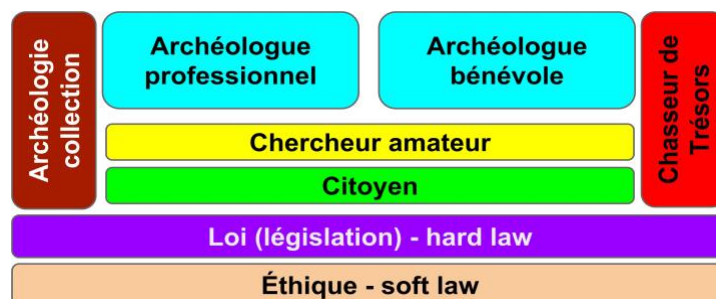 Archéologie
collection
Archéologue
professionnel
Archéologue
bénévole
Chasseur de
Trésors
Chercheur amateur
Citoyen
Loi (législation) - hard law
Éthique - soft law